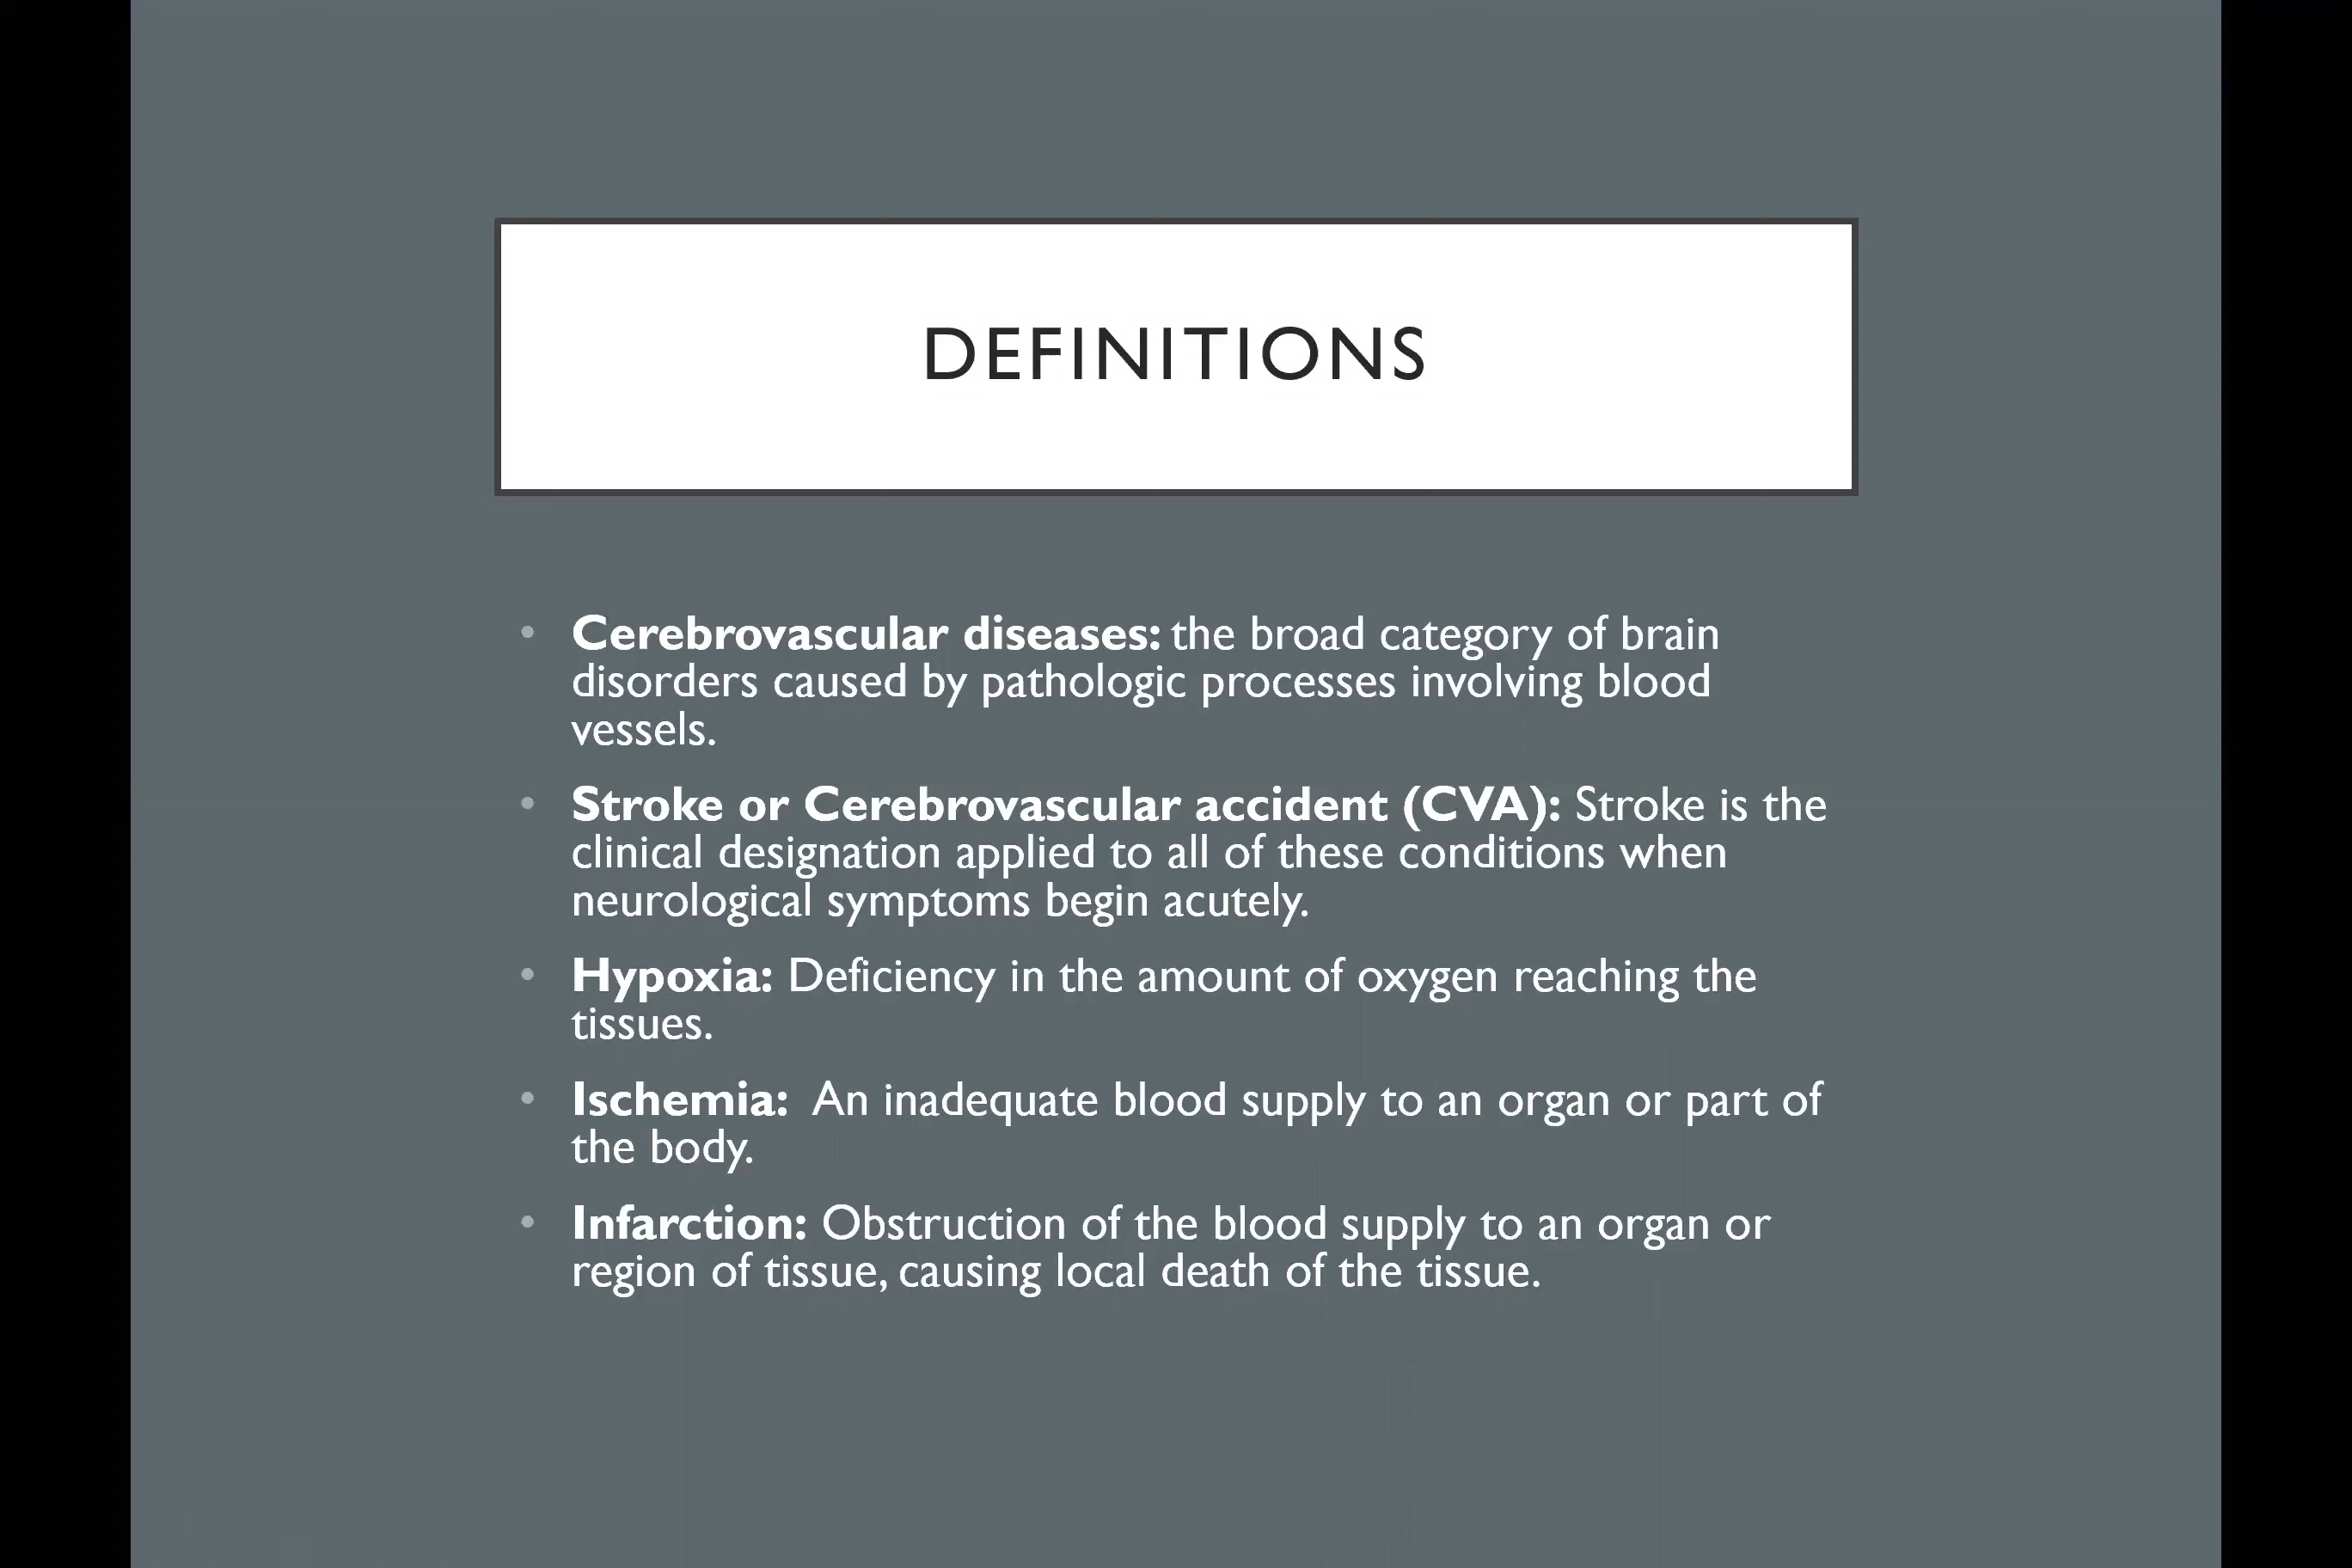 DEFINITIONS
• Cerebrovascular diseases: the broad category of brain
disorders caused by pathologic processes involving blood
vessels.
• Stroke or Cerebrovascular accident (CVA): Stroke is the
clinical designation applied to all of these conditions when
neurological symptoms begin acutely.
• Hypoxia: Deficiency in the amount of oxygen reaching the
tissues.
• Ischemia: An inadequate blood supply to an organ or part of
the body.
• Infarction: Obstruction of the blood supply to an organ or
region of tissue, causing local death of the tissue.